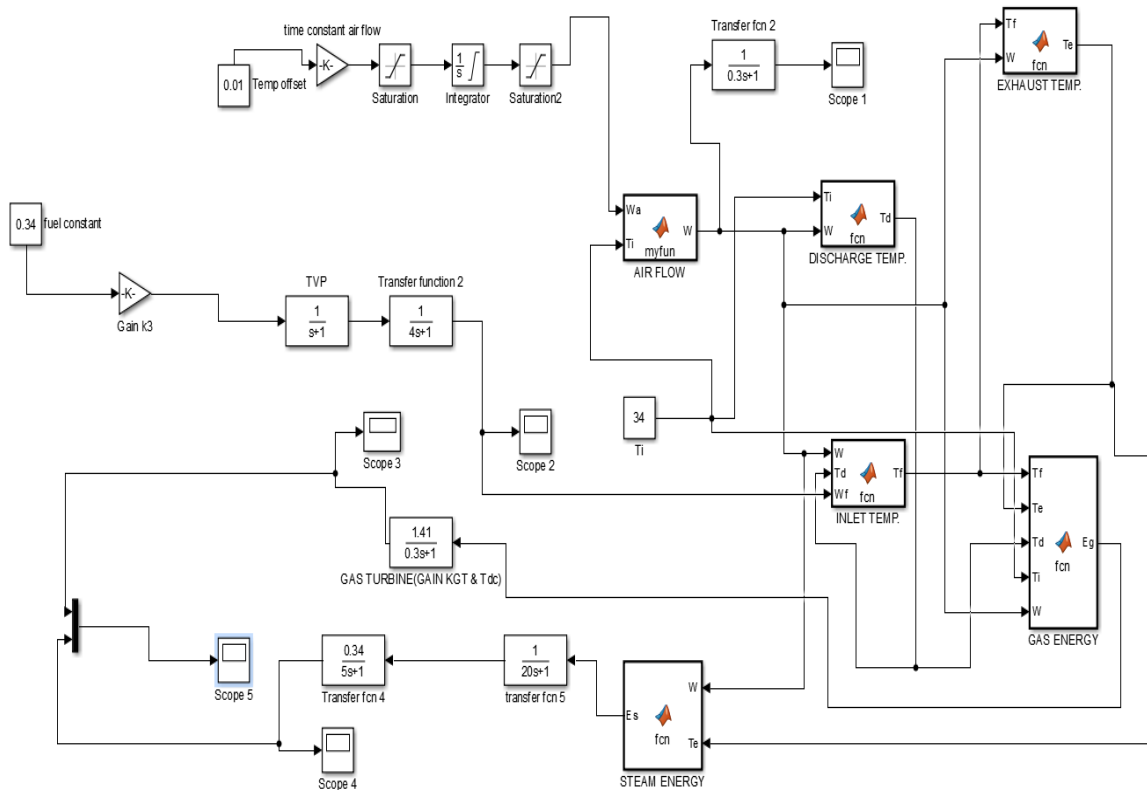 time constant air flow
-K-
0.01
Temp offset
Saturation
1
s
Integrator
Saturation2
Transfer fcn 2
1
0.3s+1
Scope 1
Tf
W
Te
fcn
EXHAUST TEMP.
0.34
fuel constant
-K-
Gain k3
TVP
1
s+1
Transfer function 2
1
4s+1
Wa
Ti
W
myfun
AIR FLOW
Ti
W
Td
fcn
DISCHARGE TEMP.
34
Ti
Scope 3
Scope 2
W
Td
Wf
Tf
fcn
INLET TEMP.
Tf
Te
Td
Ti
W
Eg
fcn
GAS ENERGY
1.41
0.3s+1
GAS TURBINE(GAIN KGT & Tdc)
Scope 5
0.34
5s+1
Transfer fcn 4
1
20s+1
transfer fcn 5
Scope 4
Es
W
Te
fcn
STEAM ENERGY